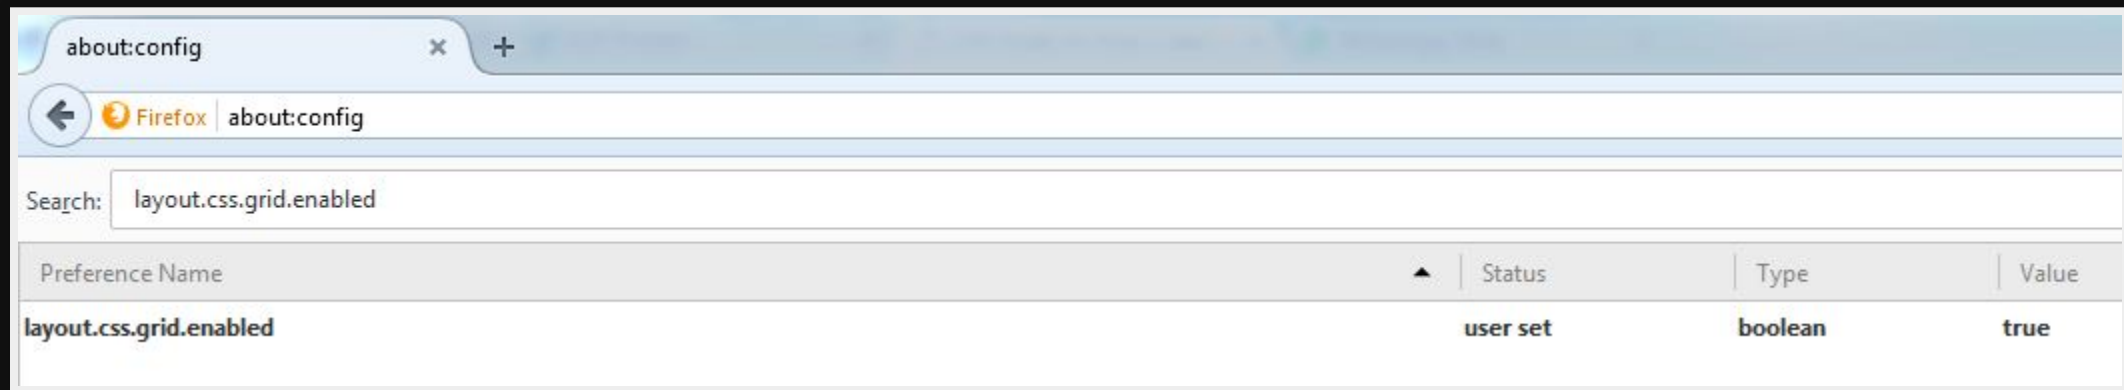 about:config
Firefox about:config
Search: layout.css.grid.enabled
Preference Name Status Type Value
layout.css.grid.enabled user set boolean true